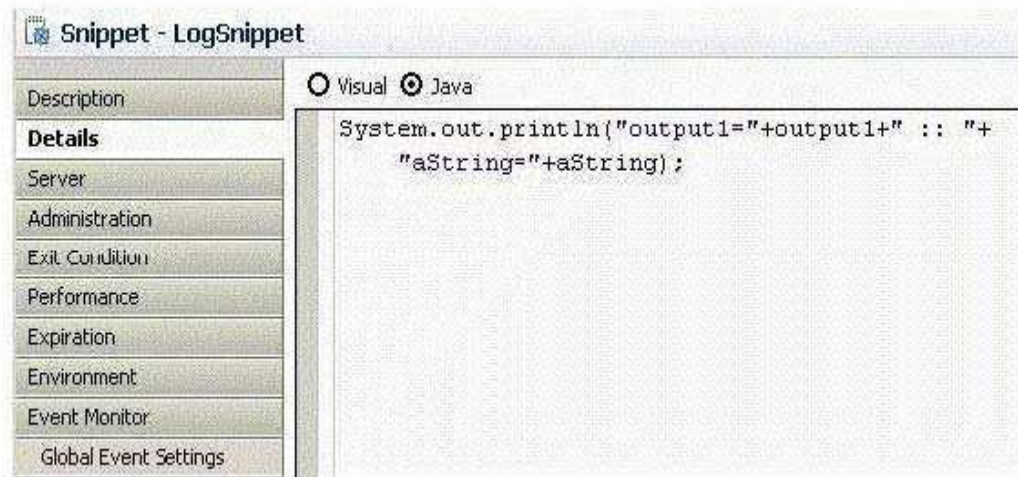 Snippet - LogSnippet
Visual Java
Description
Details
Server
Administration
Exit Condition
Performance
Expiration
Environment
Event Monitor
Global Event Settings
System.out.println("output1="+output1+" :: "+
"aString="+aString);